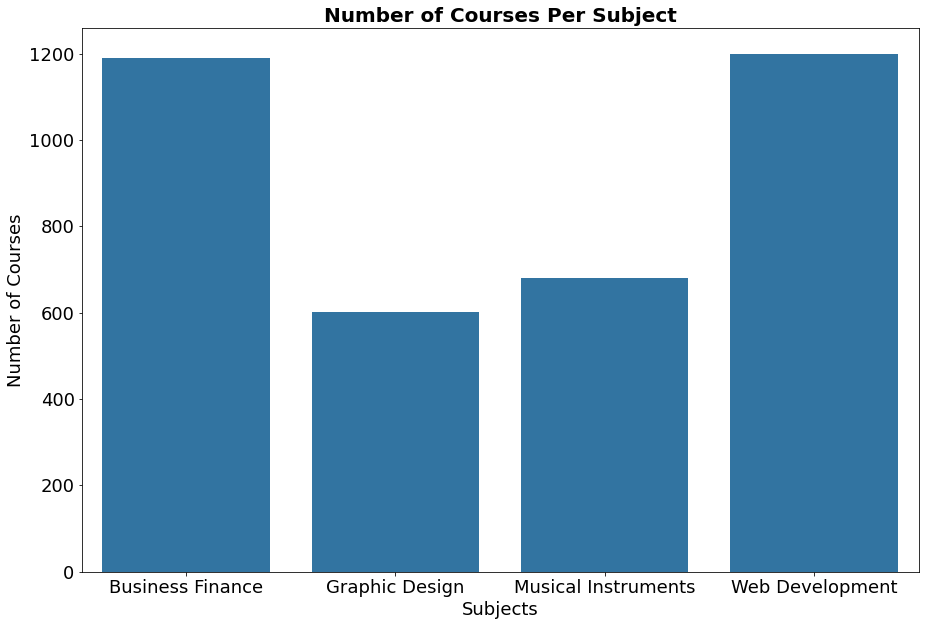 Number of Courses Per Subject
1200
1000
800
600
400
200
0
Number of Courses
Business Finance Graphic Design Musical Instruments Web Development
Subjects